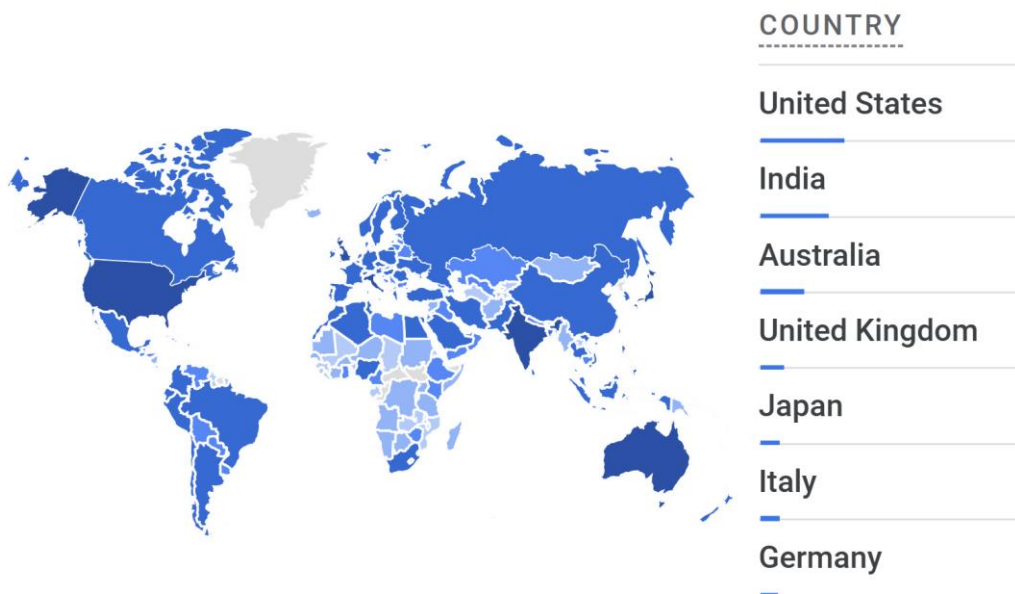 COUNTRY
United States
India
Australia
United Kingdom
Japan
Italy
Germany